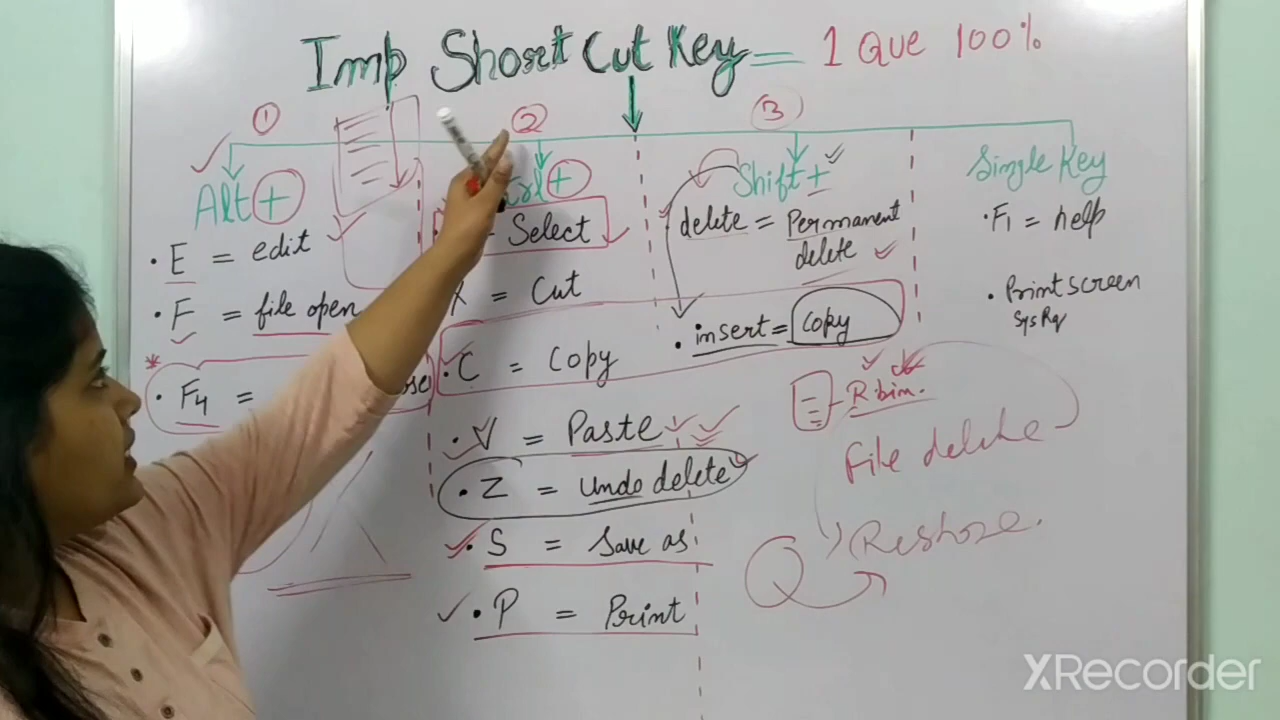 Imp Short Cut Key = 1 Que 100%
① ② ③
Alt +
• E = edit
• F = file open
* • F4 =
trl +
= Select
X = Cut
• C = Copy
• V = Paste
• Z = Undo delete
• S = Save as
• P = Print
Shift +
delete = Permanent
delete
• insert = Copy
R bin.
File delete
Restore.
Single Key
• F1 = help
• Print screen
Sys Rq
XRecorder